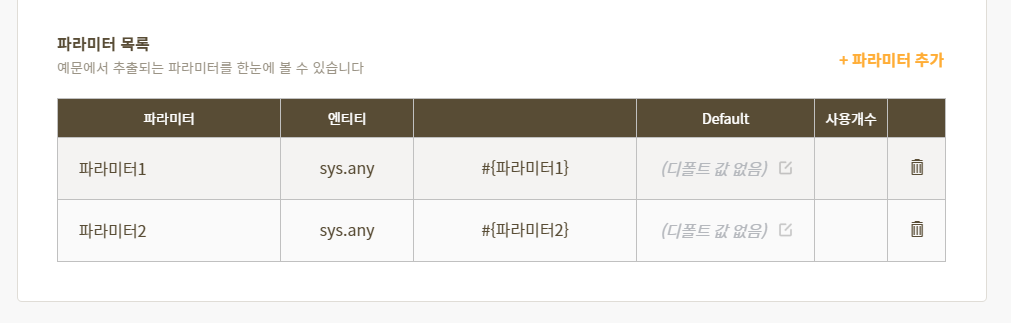 파라미터 목록
예문에서 추출되는 파라미터를 한눈에 볼 수 있습니다
+ 파라미터 추가
파라미터 엔티티 Default 사용개수
파라미터1 sys.any #{파라미터1} (디폴트 값 없음)
파라미터2 sys.any #{파라미터2} (디폴트 값 없음)